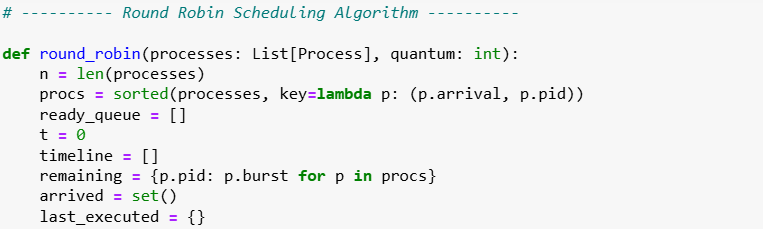 # ---------- Round Robin Scheduling Algorithm ----------
def round_robin(processes: List[Process], quantum: int):
    n = len(processes)
    procs = sorted(processes, key=lambda p: (p.arrival, p.pid))
    ready_queue = []
    t = 0
    timeline = []
    remaining = {p.pid: p.burst for p in procs}
    arrived = set()
    last_executed = {}